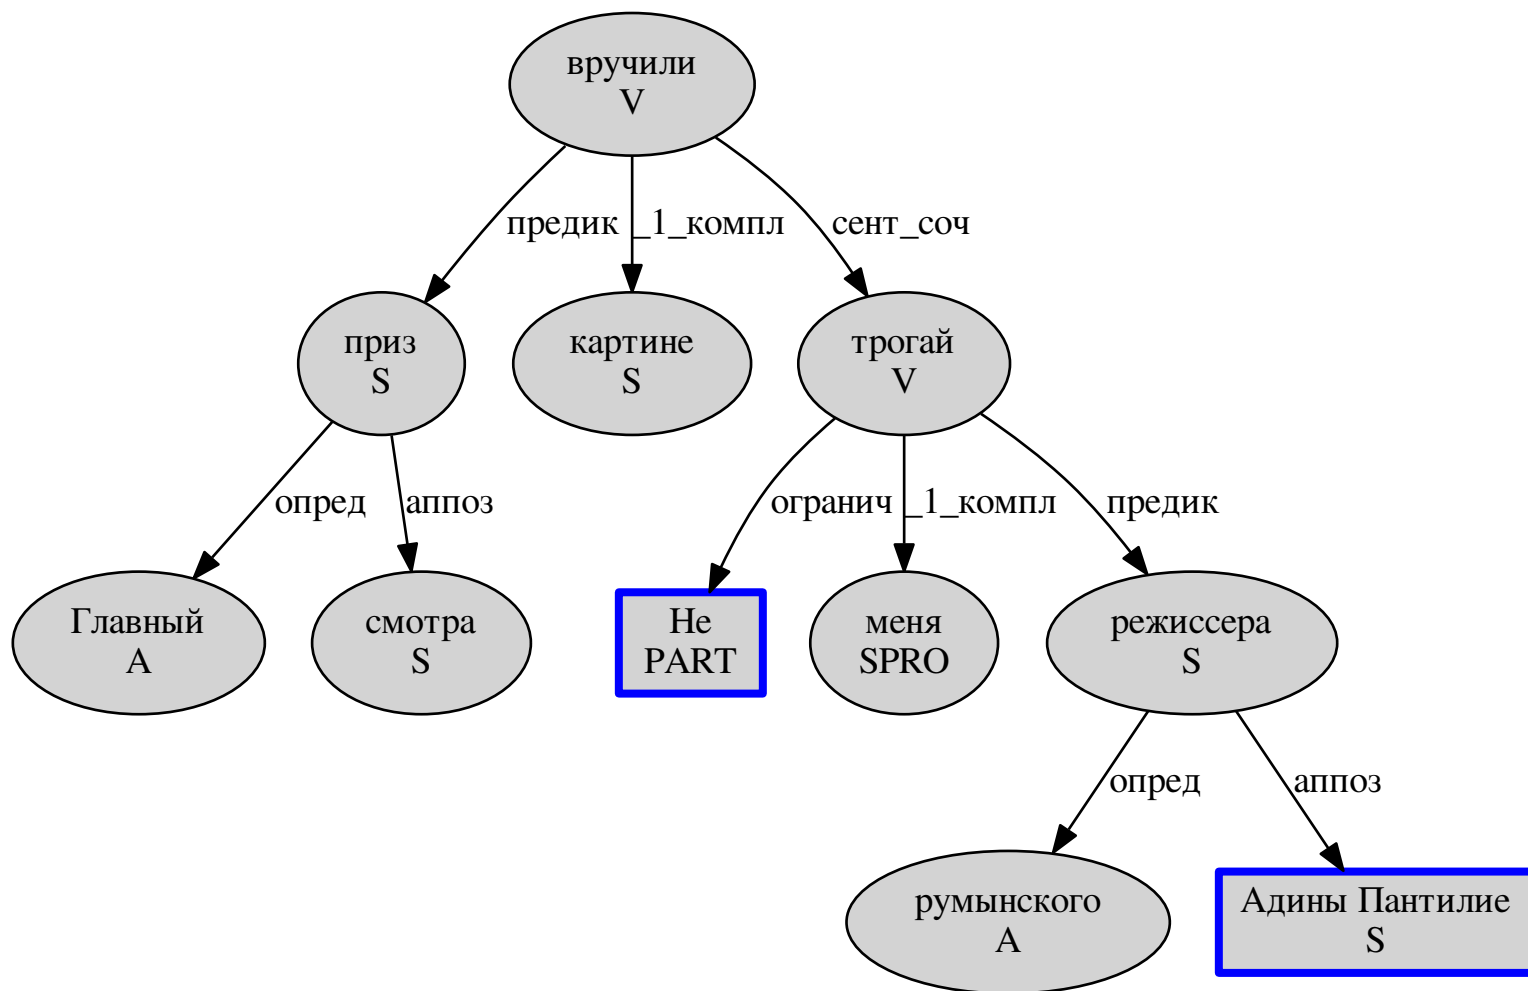 вручили
V
предик
_1_компл
сент_соч
приз
S
картине
S
трогай
V
опред
аппоз
огранич
_1_компл
предик
Главный
A
смотра
S
Не
PART
меня
SPRO
режиссера
S
опред
аппоз
румынского
A
Адины Пантилие
S